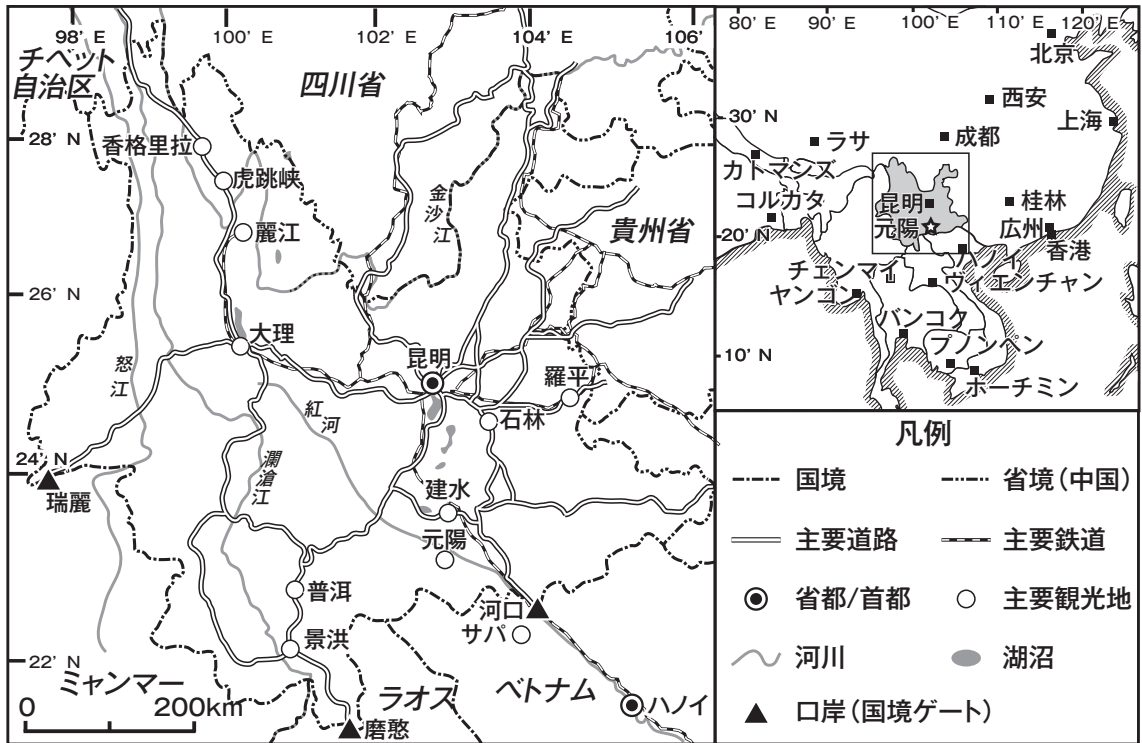 98° E
100° E
102° E
104° E
106°
チベット
自治区
四川省
28° N
香格里拉
虎跳峡
麗江
金沙江
貴州省
26° N
大理
昆明
羅平
石林
怒江
紅河
瀾滄江
24° N
瑞麗
建水
元陽
普洱
河口
サパ
景洪
22° N
ミャンマー
ラオス
ベトナム
ハノイ
0
200km
磨憨
80° E
90° E
100° E
110° E
120° E
北京
西安
上海
30° N
ラサ
成都
カトマンズ
コルカタ
昆明
桂林
元陽
広州
20° N
香港
ハノイ
チェンマイ
ヴィエンチャン
ヤンゴン
バンコク
プノンペン
10° N
ホーチミン
凡例
国境
省境(中国)
主要道路
主要鉄道
省都/首都
主要観光地
河川
湖沼
口岸(国境ゲート)